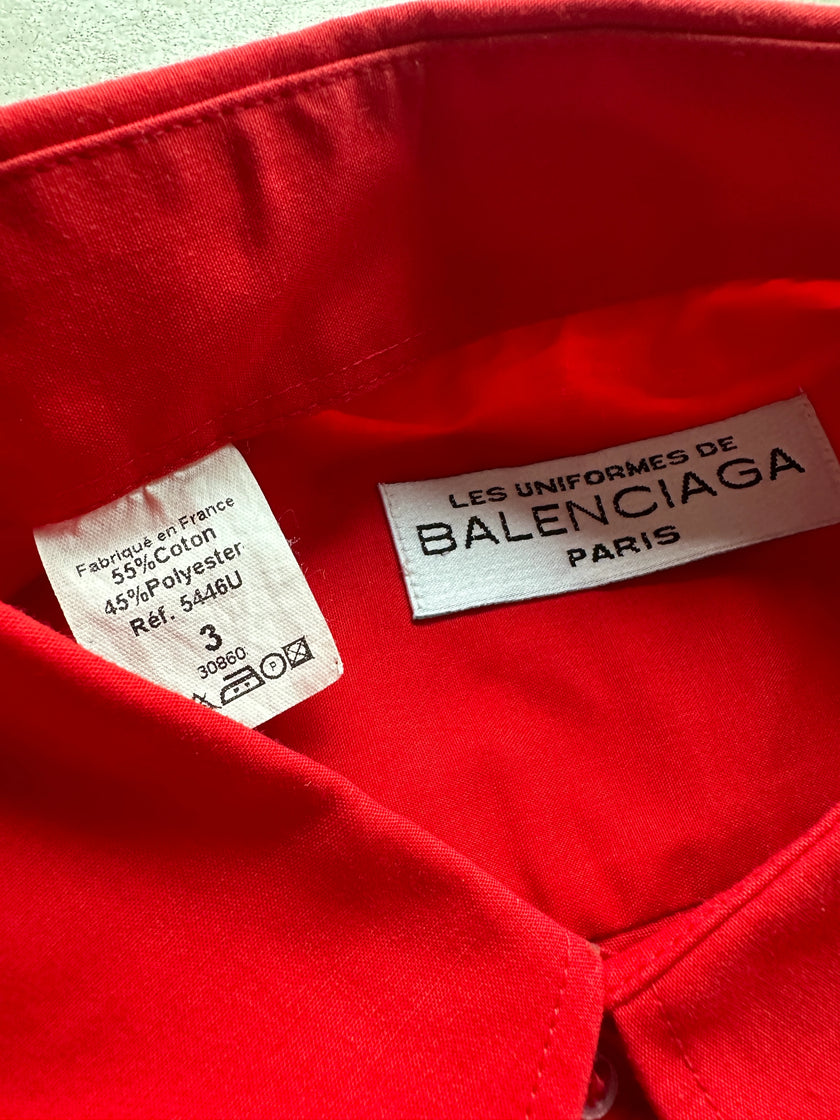 Fabriqué en France
55%Coton
45%Polyester
Réf. 5446U
3
30860
P
LES UNIFORMES DE
BALENCIAGA
PARIS